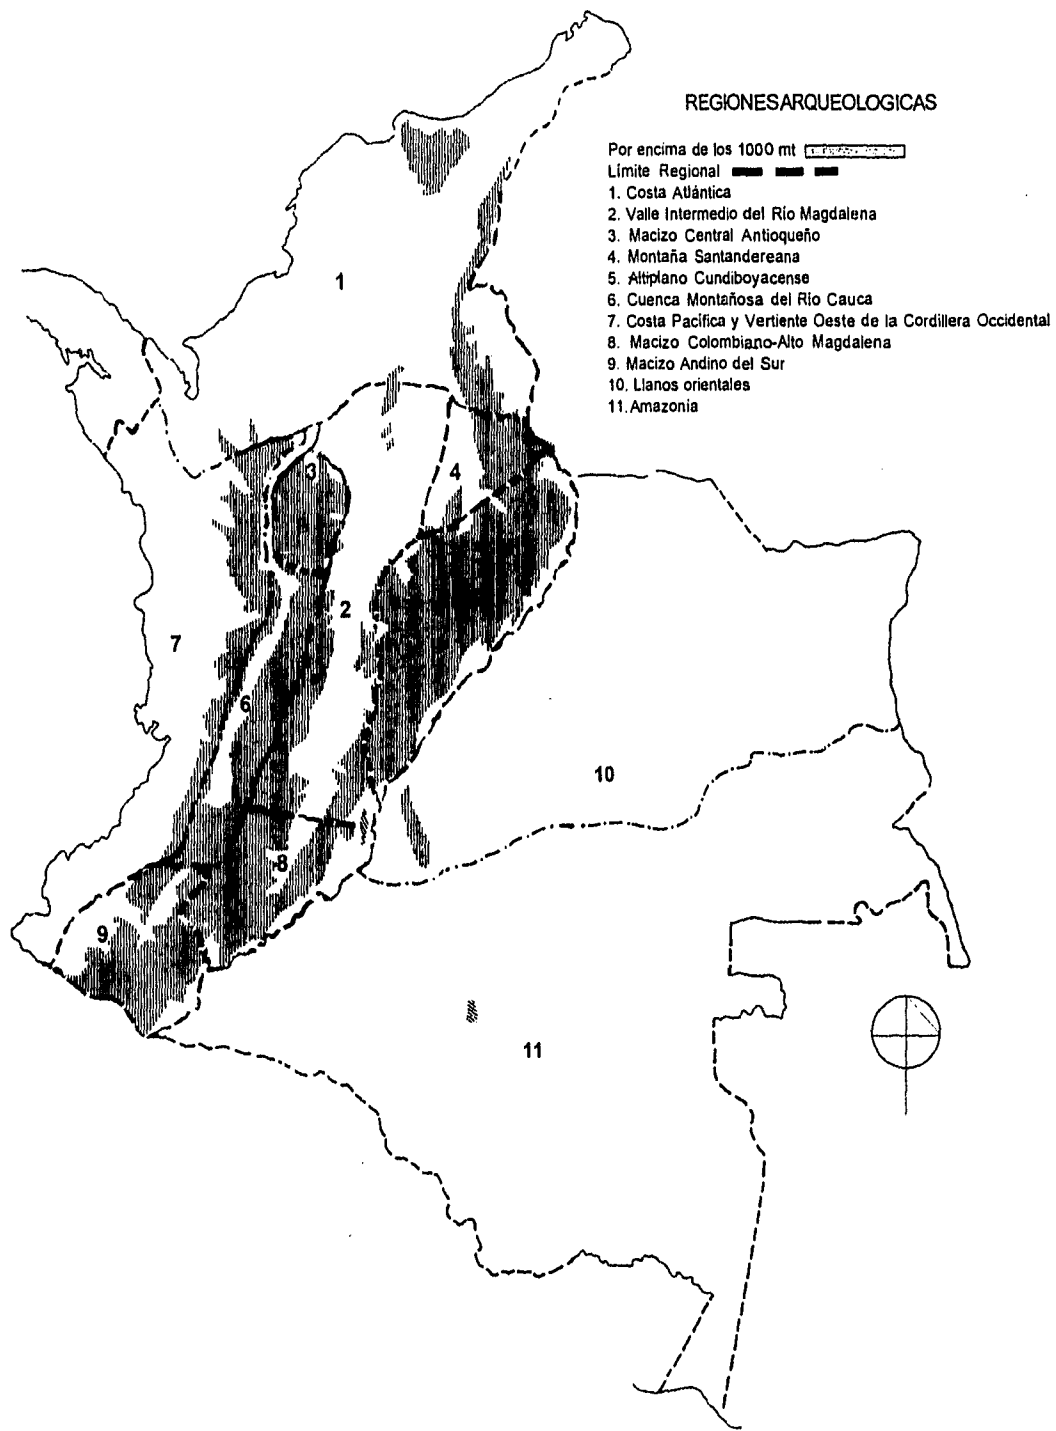 REGIONESARQUEOLOGICAS
Por encima de los 1000 mt
Límite Regional
1. Costa Atlántica
2. Valle Intermedio del Río Magdalena
3. Macizo Central Antioqueño
4. Montaña Santandereana
5. Altiplano Cundiboyacense
6. Cuenca Montañosa del Río Cauca
7. Costa Pacífica y Vertiente Oeste de la Cordillera Occidental
8. Macizo Colombiano-Alto Magdalena
9. Macizo Andino del Sur
10. Llanos orientales
11. Amazonia
1
3
4
2
7
6
10
8
9
11